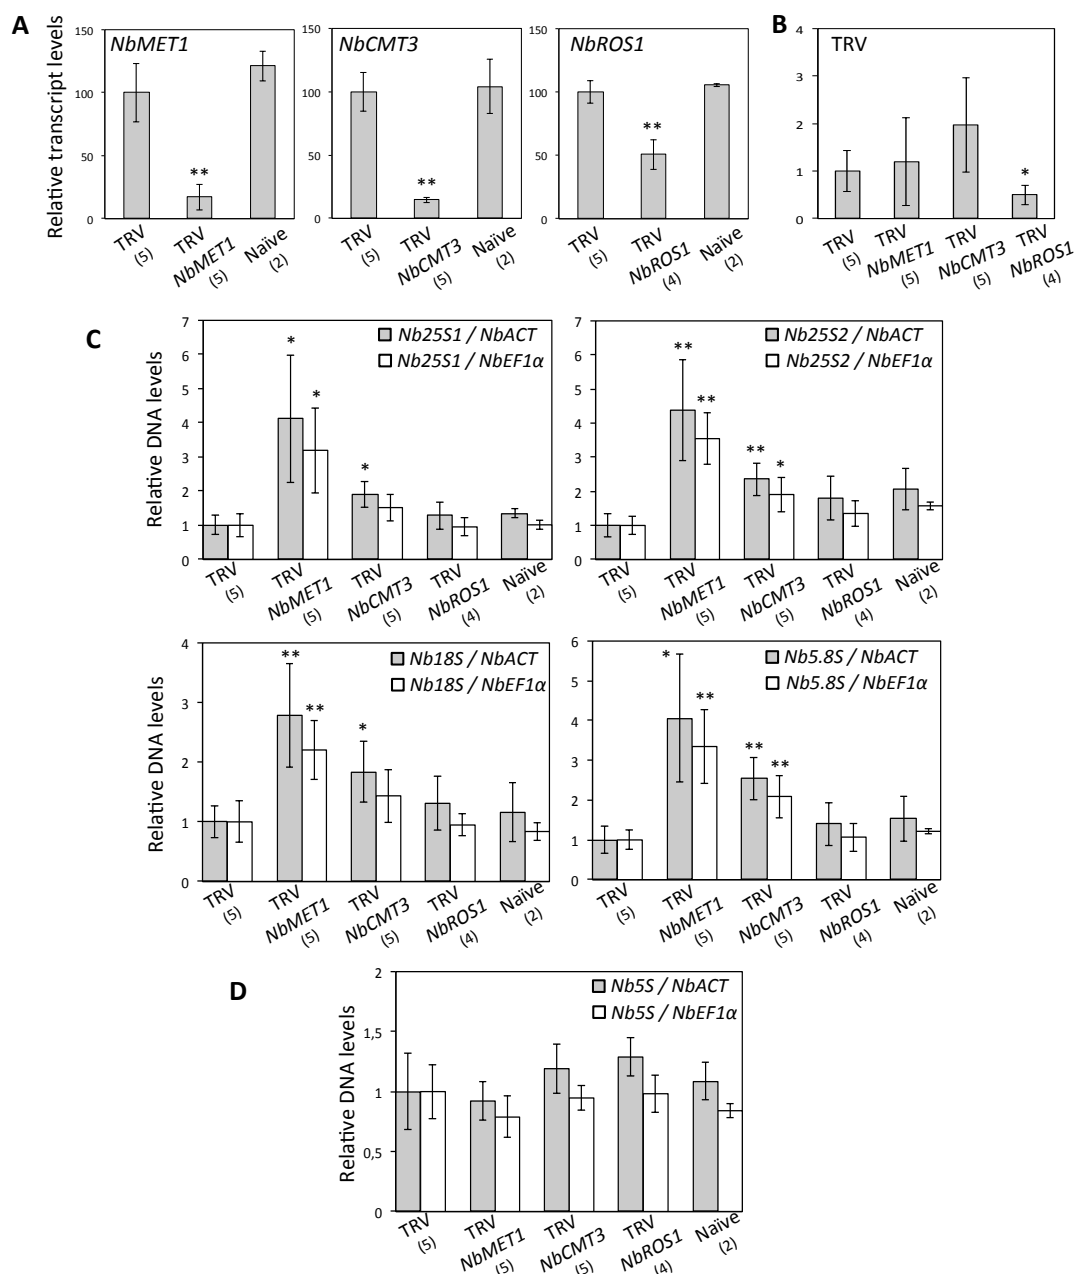 A
Relative transcript levels
NbMET1
150
100
50
0
TRV
(5)
TRV
NbMET1
(5)
Naïve
(2)
**
NbCMT3
150
100
50
0
TRV
(5)
TRV
NbCMT3
(5)
Naïve
(2)
**
NbROS1
150
100
50
0
TRV
(5)
TRV
NbROS1
(4)
Naïve
(2)
**
B
TRV
4
3
2
1
0
*
TRV
(5)
TRV
NbMET1
(5)
TRV
NbCMT3
(5)
TRV
NbROS1
(4)
C
Relative DNA levels
7
6
5
4
3
2
1
0
Nb25S1 / NbACT
Nb25S1 / NbEF1α
*
*
*
TRV
(5)
TRV
NbMET1
(5)
TRV
NbCMT3
(5)
TRV
NbROS1
(4)
Naïve
(2)
7
6
5
4
3
2
1
0
Nb25S2 / NbACT
Nb25S2 / NbEF1α
**
**
**
*
TRV
(5)
TRV
NbMET1
(5)
TRV
NbCMT3
(5)
TRV
NbROS1
(4)
Naïve
(2)
Relative DNA levels
4
3
2
1
0
Nb18S / NbACT
Nb18S / NbEF1α
**
**
*
TRV
(5)
TRV
NbMET1
(5)
TRV
NbCMT3
(5)
TRV
NbROS1
(4)
Naïve
(2)
6
5
4
3
2
1
0
Nb5.8S / NbACT
Nb5.8S / NbEF1α
*
**
**
**
TRV
(5)
TRV
NbMET1
(5)
TRV
NbCMT3
(5)
TRV
NbROS1
(4)
Naïve
(2)
D
Relative DNA levels
2
1,5
1
0,5
0
Nb5S / NbACT
Nb5S / NbEF1α
TRV
(5)
TRV
NbMET1
(5)
TRV
NbCMT3
(5)
TRV
NbROS1
(4)
Naïve
(2)